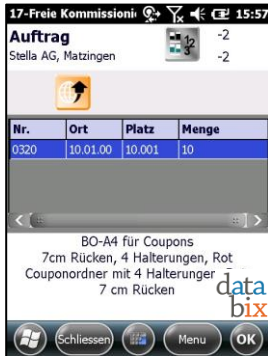 17-Freie Kommissioni 15:57
Auftrag -2
Stella AG, Matzingen -2
Nr. Ort Platz Menge
0320 10.01.00 10.001 10
BO-A4 für Coupons
7cm Rücken, 4 Halterungen, Rot
Couponordner mit 4 Halterunger
7 cm Rücken
data
bix
Schliessen Menu OK